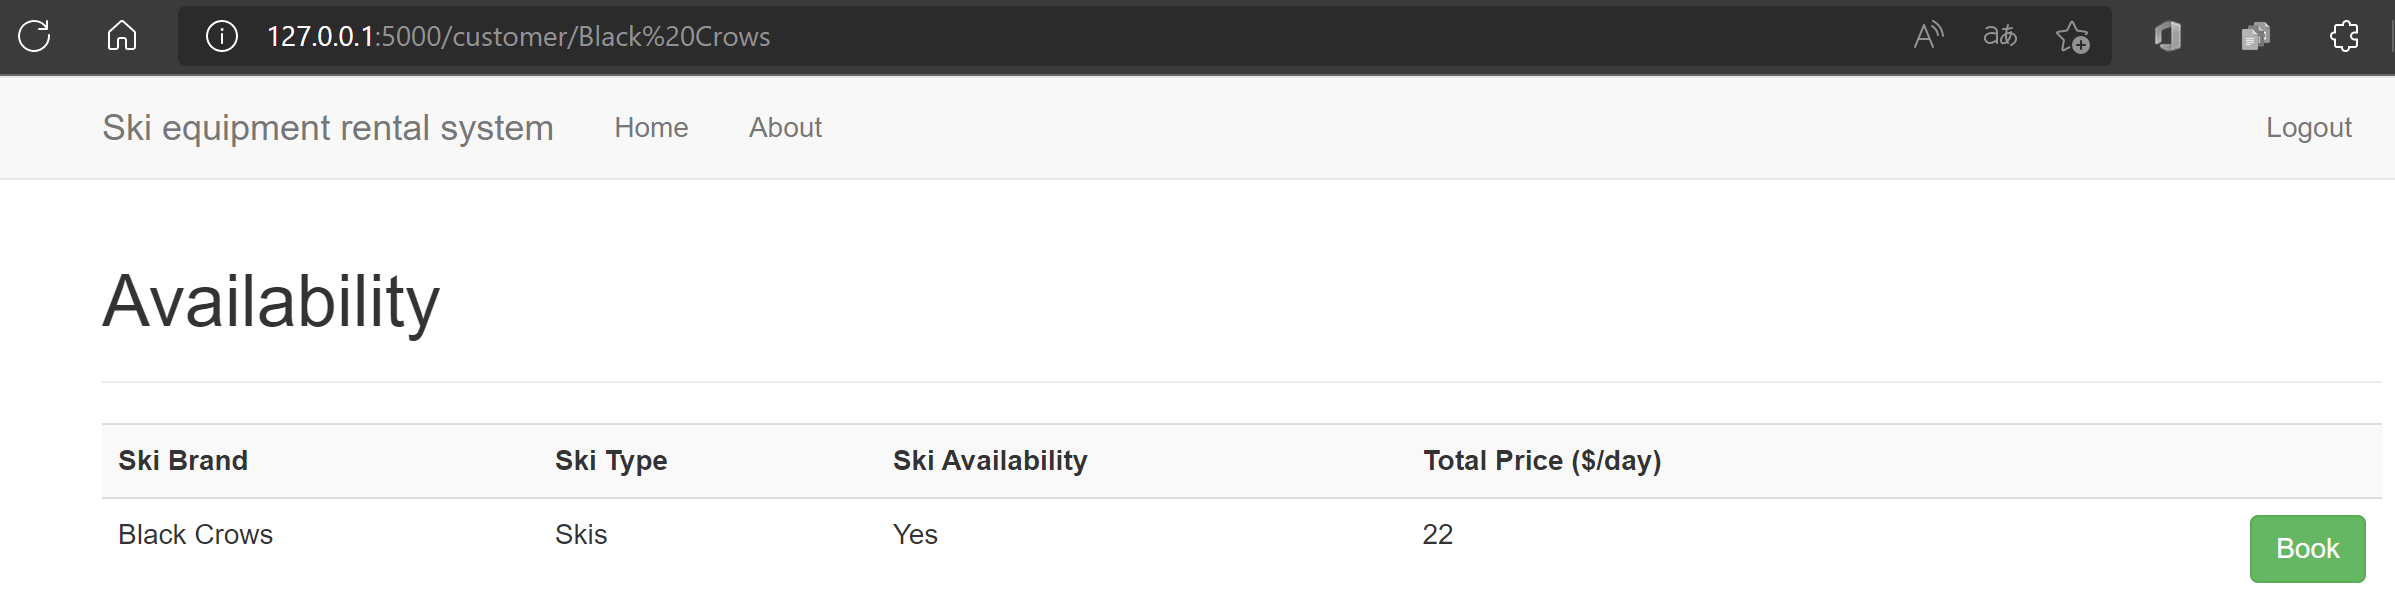 127.0.0.1:5000/customer/Black%20Crows
Ski equipment rental system Home About Logout
Availability
Ski Brand Ski Type Ski Availability Total Price ($/day)
Black Crows Skis Yes 22 Book